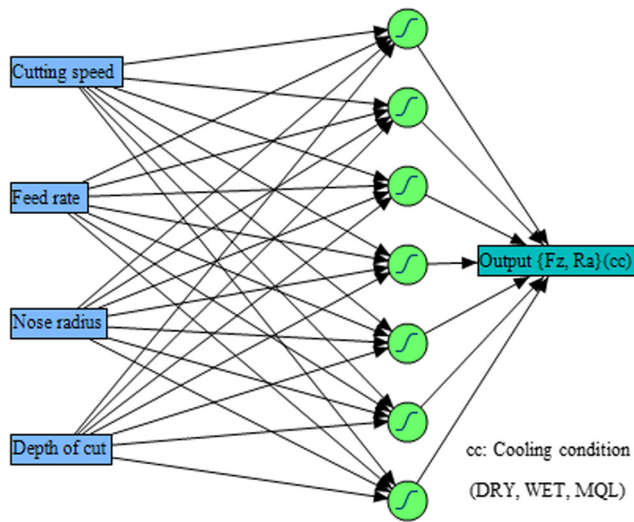 Cutting speed
Feed rate
Nose radius
Depth of cut
Output {Fz, Ra}(cc)
cc: Cooling condition
(DRY, WET, MQL)